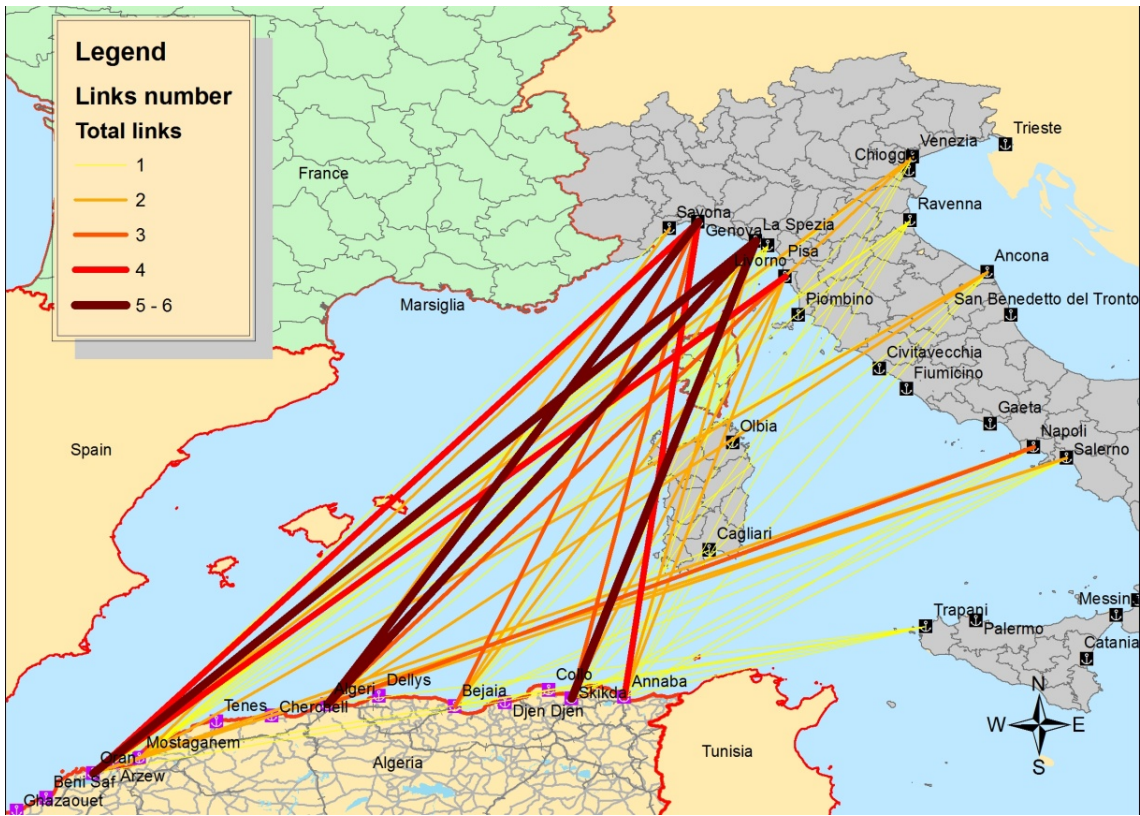 Legend
Links number
Total links
1
2
3
4
5 - 6
France
Marsiglia
Spain
Savona
Genova
La Spezia
Livorno
Pisa
Piombino
Chiogg
Venezia
Trieste
Ravenna
Ancona
San Benedetto del Tronto
Civitavecchia
Fiumicino
Gaeta
Napoli
Salerno
Olbia
Cagliari
Trapani
Palermo
Messin
Catania
N
W
E
S
Tunisia
Algeria
Annaba
Skikda
Collo
Djen Djen
Bejaia
Dellys
Algeri
Cherchell
Tenes
Mostaganem
Arzew
Oran
Beni Saf
Ghazaouet